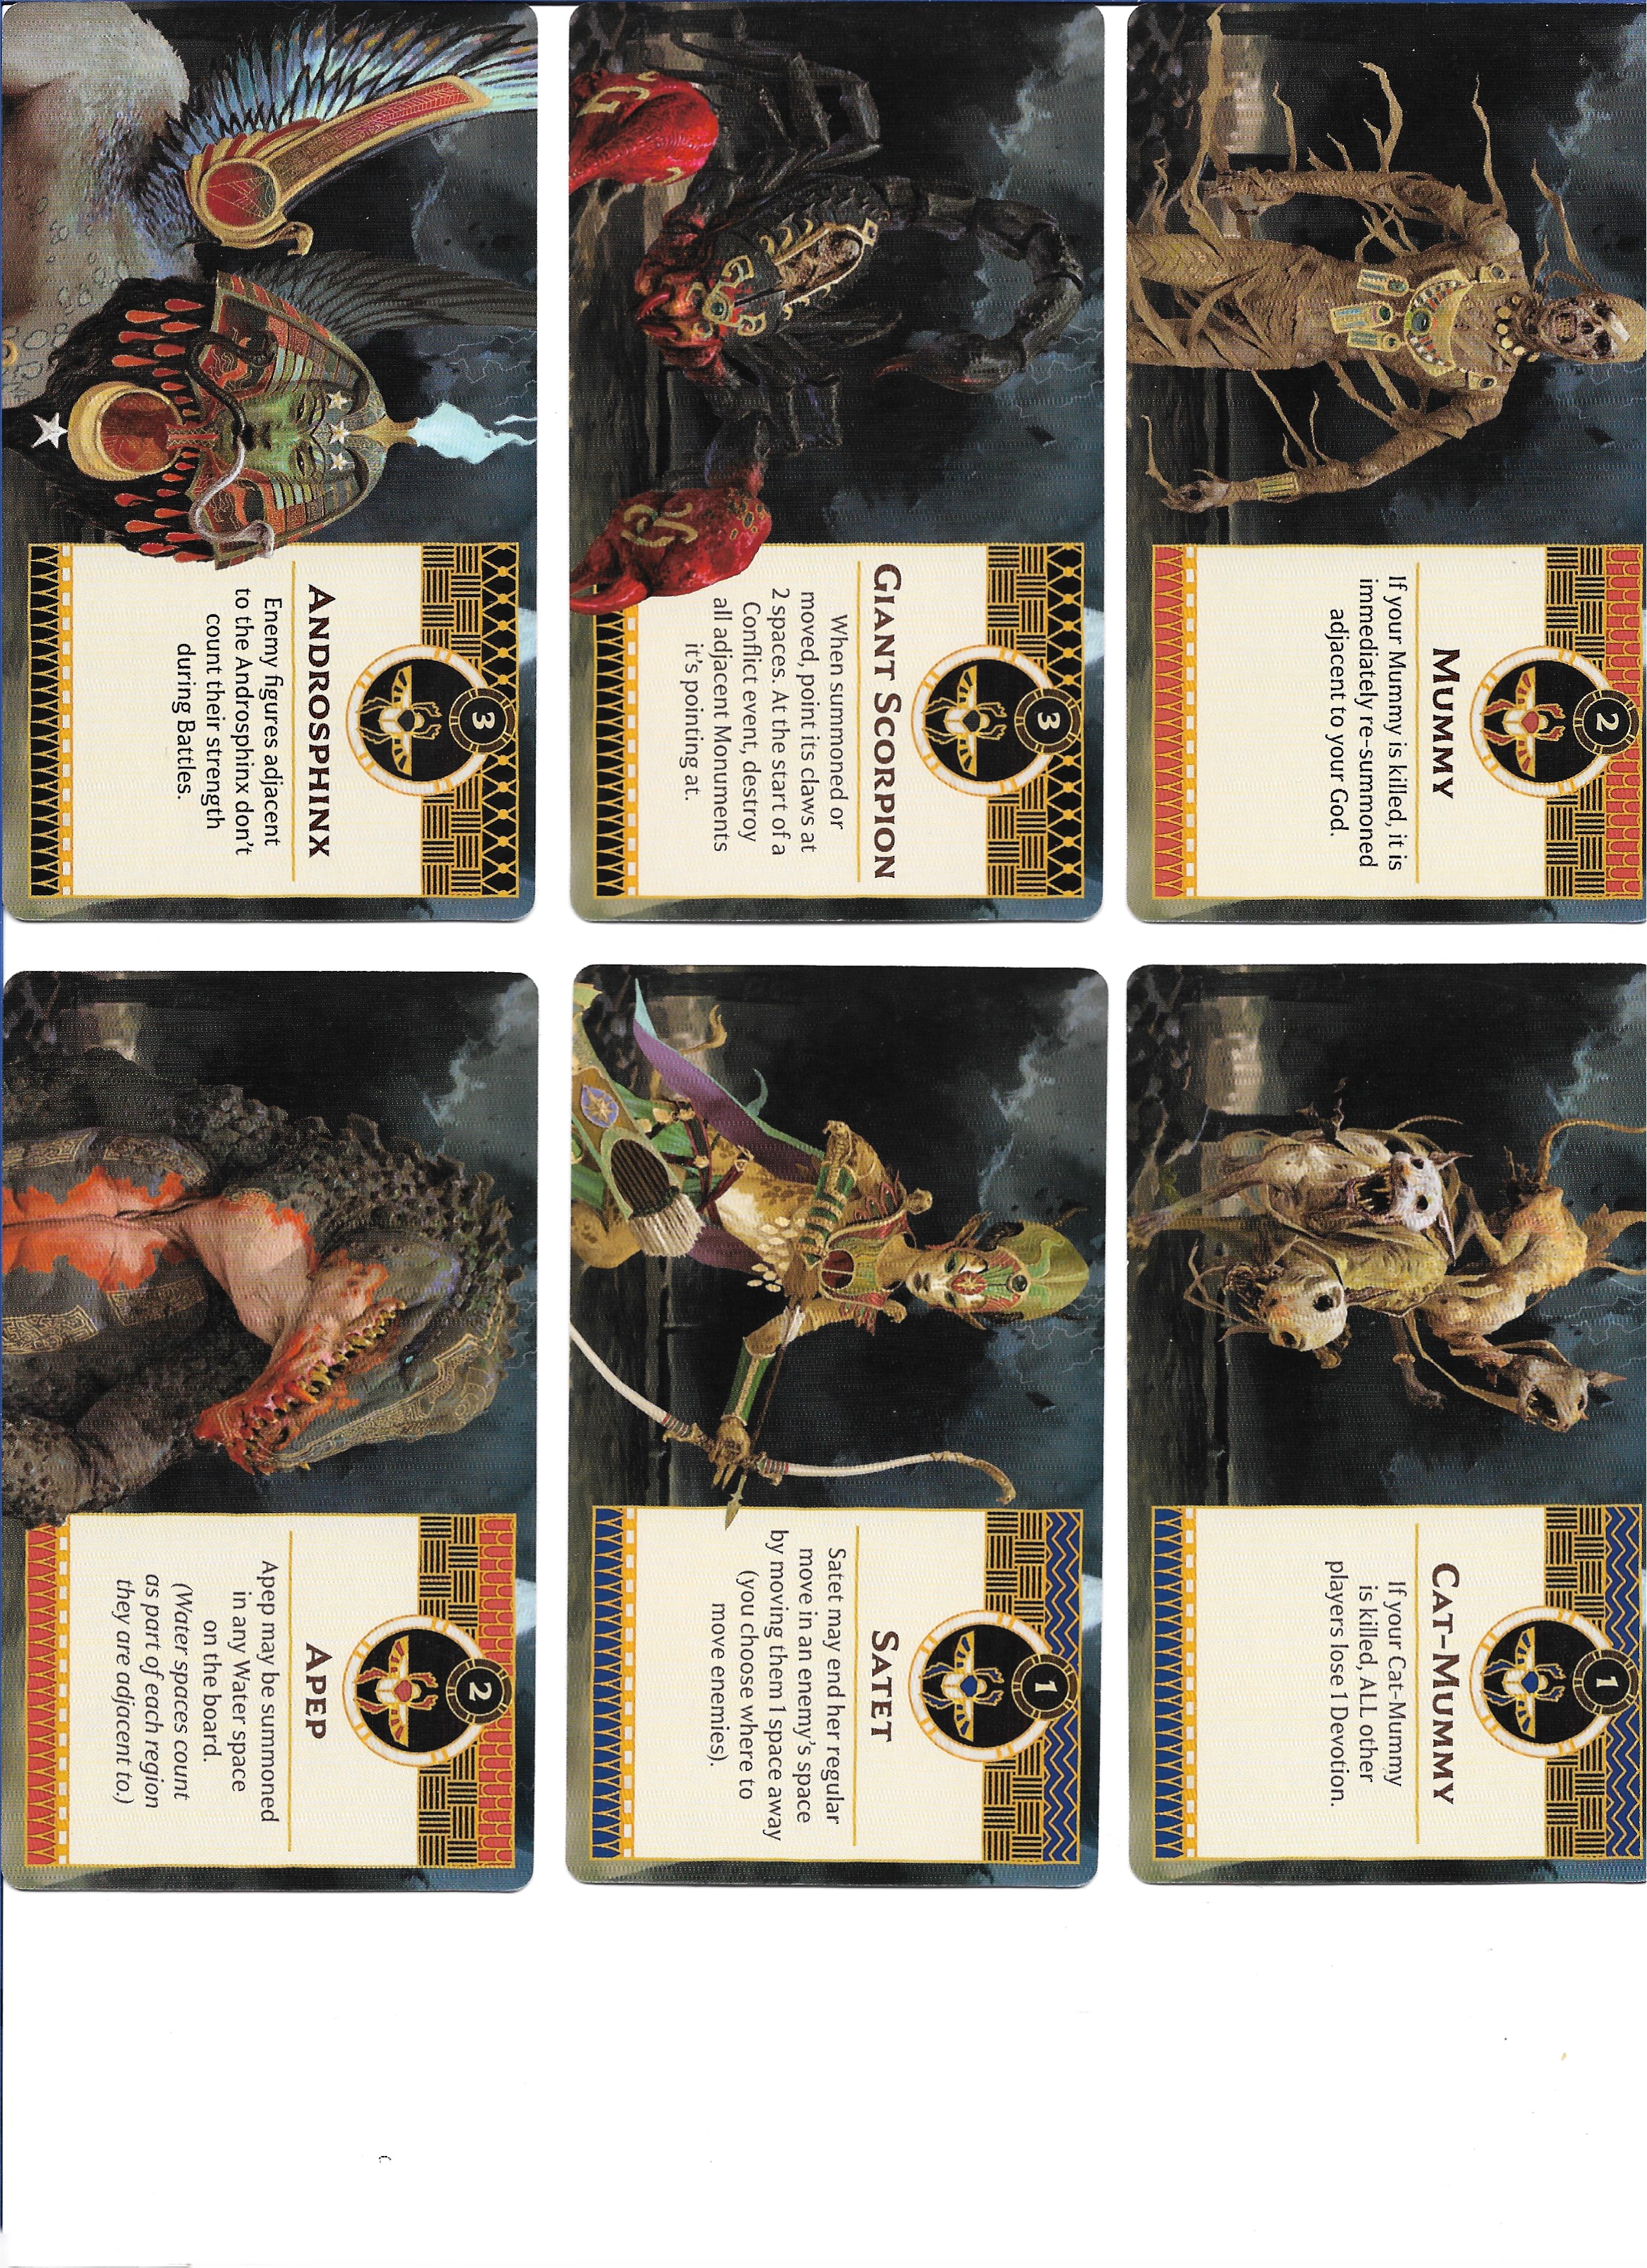 2
MUMMY
If your Mummy is killed, it is
immediately re-summoned
adjacent to your God.
1
CAT-MUMMY
If your Cat-Mummy
is killed, ALL other
players lose 1 Devotion.
3
GIANT SCORPION
When summoned or
moved, point its claws at
2 spaces. At the start of a
Conflict event, destroy
all adjacent Monuments
it's pointing at.
1
SATET
Satet may end her regular
move in an enemy's space
by moving them 1 space away
(you choose where to
move enemies).
3
ANDROSPHINX
Enemy figures adjacent
to the Androsphinx don't
count their strength
during Battles.
2
APEP
Apep may be summoned
in any Water space
on the board.
(Water spaces count
as part of each region
they are adjacent to.)